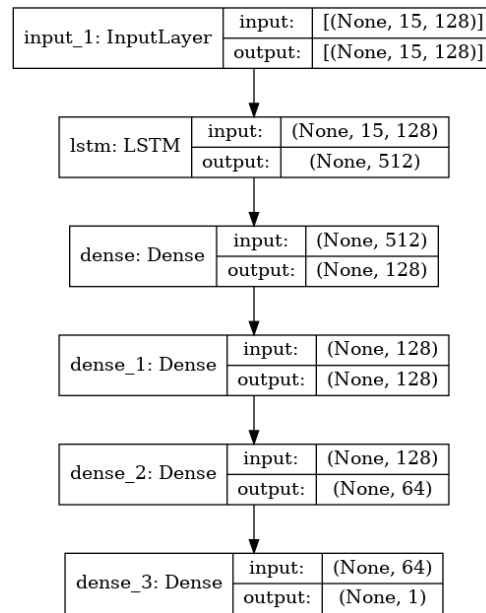 input_1: InputLayer
input: [(None, 15, 128)]
output: [(None, 15, 128)]
lstm: LSTM
input: (None, 15, 128)
output: (None, 512)
dense: Dense
input: (None, 512)
output: (None, 128)
dense_1: Dense
input: (None, 128)
output: (None, 128)
dense_2: Dense
input: (None, 128)
output: (None, 64)
dense_3: Dense
input: (None, 64)
output: (None, 1)